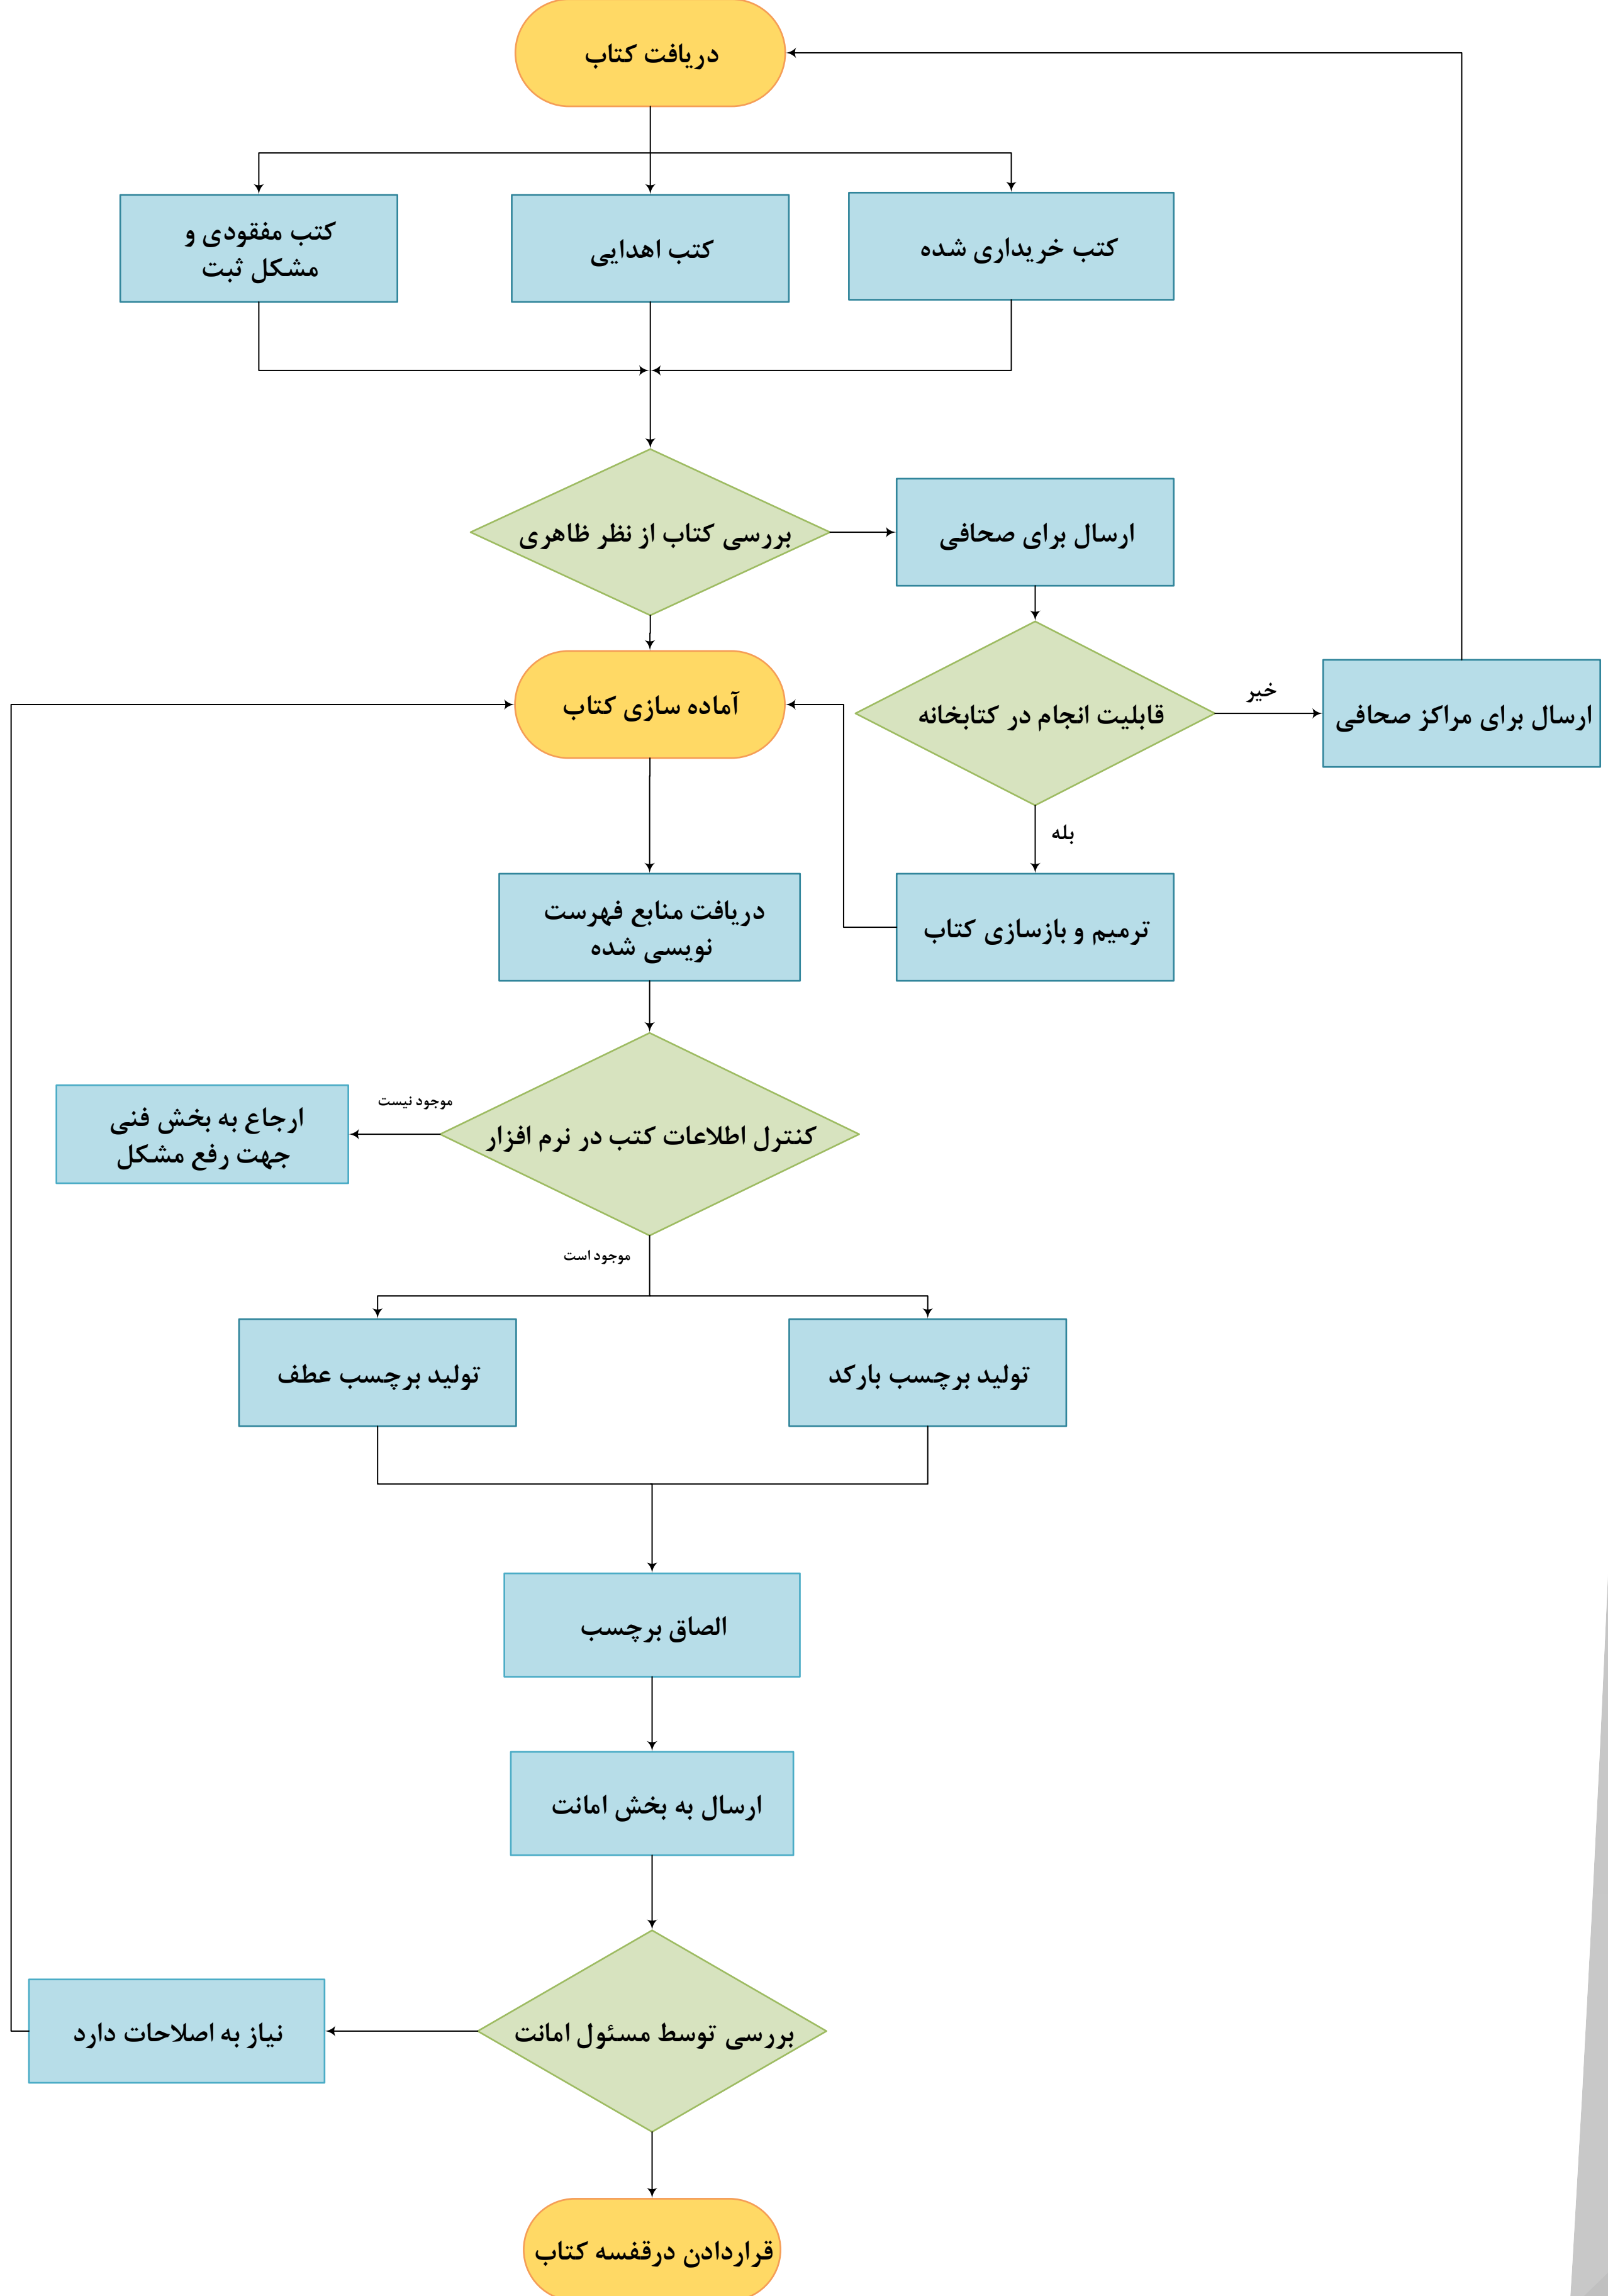 دریافت کتاب
کتب خریداری شده
کتب اهدایی
کتب مفقودی و
مشکل ثبت
بررسی کتاب از نظر ظاهری
ارسال برای صحافی
آماده سازی کتاب
قابلیت انجام در کتابخانه
خیر
ارسال برای مراکز صحافی
بله
ترمیم و بازسازی کتاب
دریافت منابع فهرست
نویسی شده
کنترل اطلاعات کتب در نرم افزار
موجود نیست
ارجاع به بخش فنی
جهت رفع مشکل
موجود است
تولید برچسب بارکد
تولید برچسب عطف
الصاق برچسب
ارسال به بخش امانت
بررسی توسط مسئول امانت
نیاز به اصلاحات دارد
قراردادن درقفسه کتاب